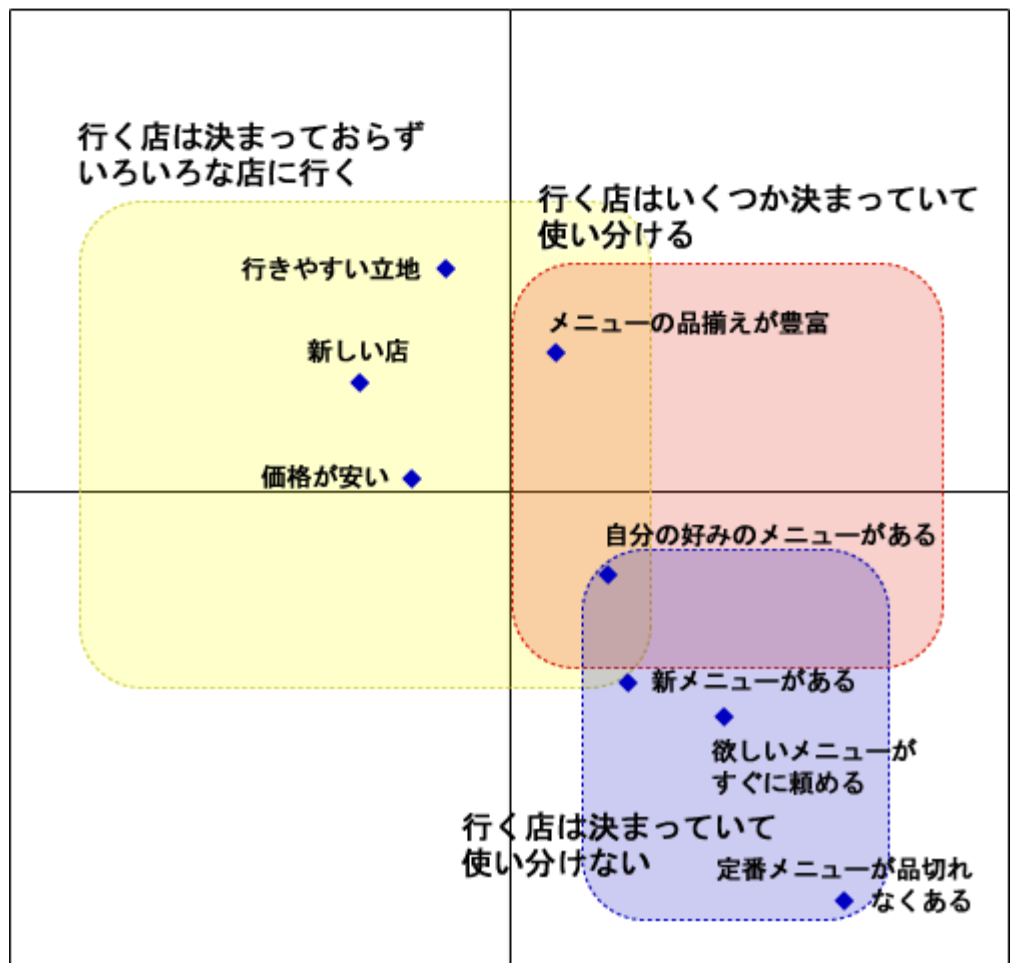 行く店は決まっておらず
いろいろな店に行く
行く店はいくつか決まっていて
使い分ける
行きやすい立地
メニューの品揃えが豊富
新しい店
価格が安い
自分の好みのメニューがある
新メニューがある
欲しいメニューが
すぐに頼める
行く店は決まっていて
使い分けない
定番メニューが品切れ
なくある